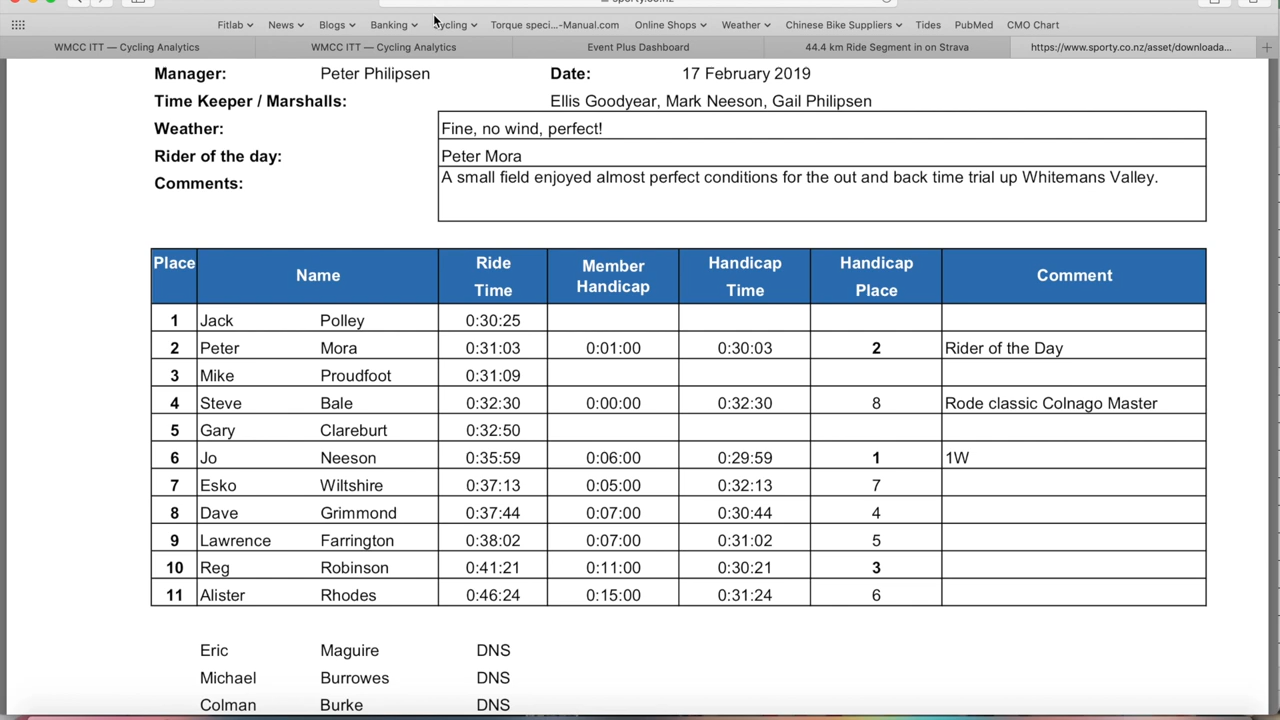 Fitlab News Blogs Banking Cycling Torque speci...-Manual.com Online Shops Weather Chinese Bike Suppliers Tides PubMed CMO Chart
WMCC ITT — Cycling Analytics WMCC ITT — Cycling Analytics Event Plus Dashboard 44.4 km Ride Segment in on Strava https://www.sporty.co.nz/asset/downloada...
Manager: Peter Philipsen Date: 17 February 2019
Time Keeper / Marshalls: Ellis Goodyear, Mark Neeson, Gail Philipsen
Weather: Fine, no wind, perfect!
Rider of the day: Peter Mora
Comments: A small field enjoyed almost perfect conditions for the out and back time trial up Whitemans Valley.
Place Name Ride Time Member Handicap Handicap Time Handicap Place Comment
1 Jack Polley 0:30:25
2 Peter Mora 0:31:03 0:01:00 0:30:03 2 Rider of the Day
3 Mike Proudfoot 0:31:09
4 Steve Bale 0:32:30 0:00:00 0:32:30 8 Rode classic Colnago Master
5 Gary Clareburt 0:32:50
6 Jo Neeson 0:35:59 0:06:00 0:29:59 1 1W
7 Esko Wiltshire 0:37:13 0:05:00 0:32:13 7
8 Dave Grimmond 0:37:44 0:07:00 0:30:44 4
9 Lawrence Farrington 0:38:02 0:07:00 0:31:02 5
10 Reg Robinson 0:41:21 0:11:00 0:30:21 3
11 Alister Rhodes 0:46:24 0:15:00 0:31:24 6
Eric Maguire DNS
Michael Burrowes DNS
Colman Burke DNS